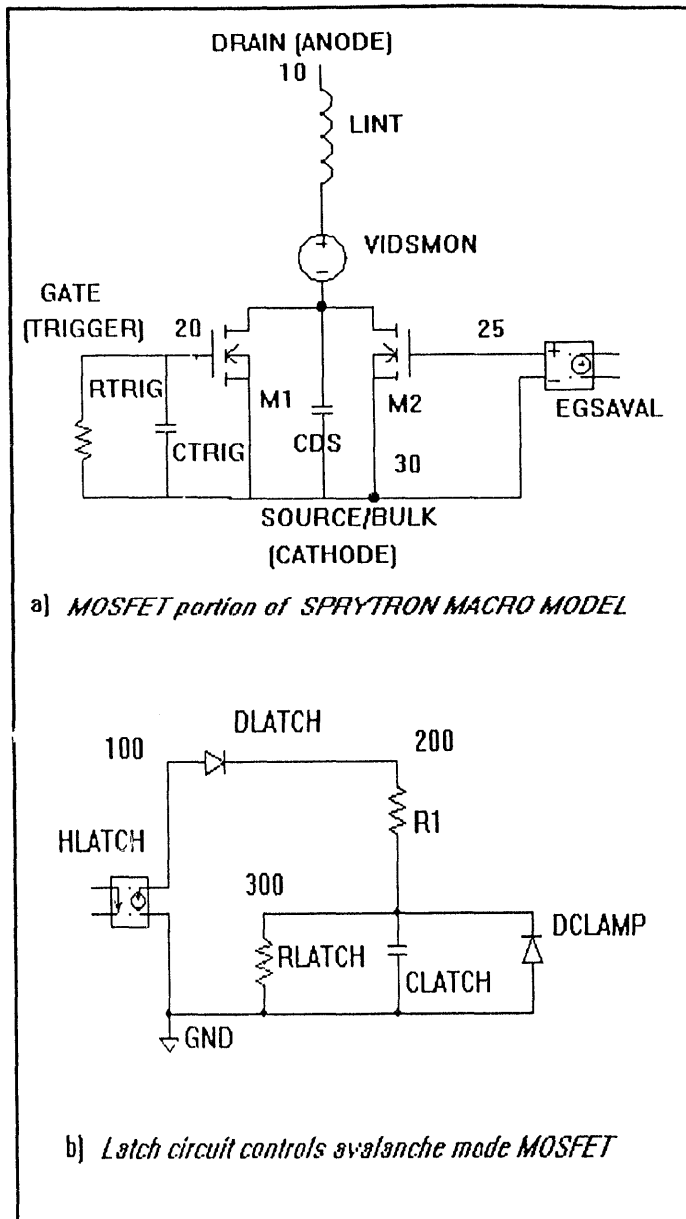 DRAIN (ANODE)
10
LINT
VIDSMON
GATE
(TRIGGER)
20
25
RTRIG
M1
M2
EGSAVAL
CTRIG
CDS
30
SOURCE/BULK
(CATHODE)
a) MOSFET portion of SPRYTRON MACRO MODEL
DLATCH
100
200
R1
HLATCH
300
DCLAMP
RLATCH
CLATCH
GND
b) Latch circuit controls avalanche mode MOSFET